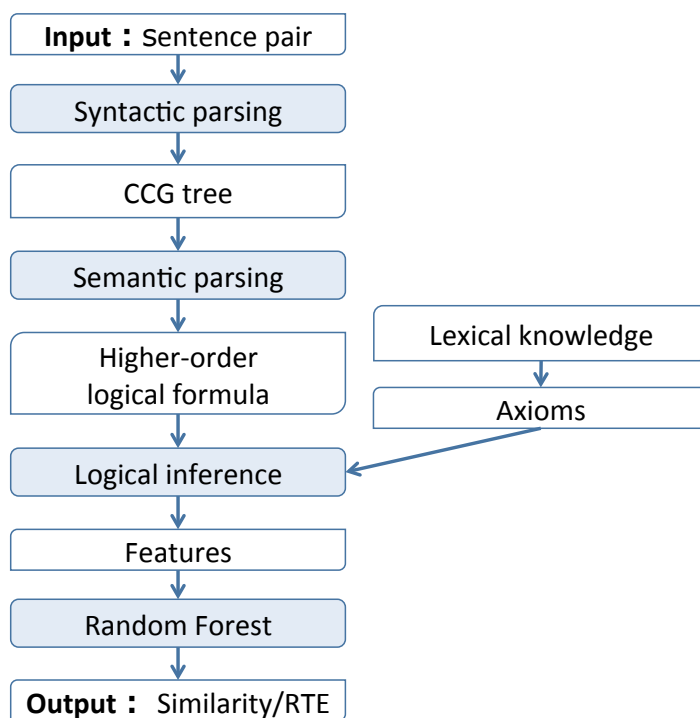 Input：Sentence pair
Syntactic parsing
CCG tree
Semantic parsing
Higher-order
logical formula
Lexical knowledge
Axioms
Logical inference
Features
Random Forest
Output： Similarity/RTE